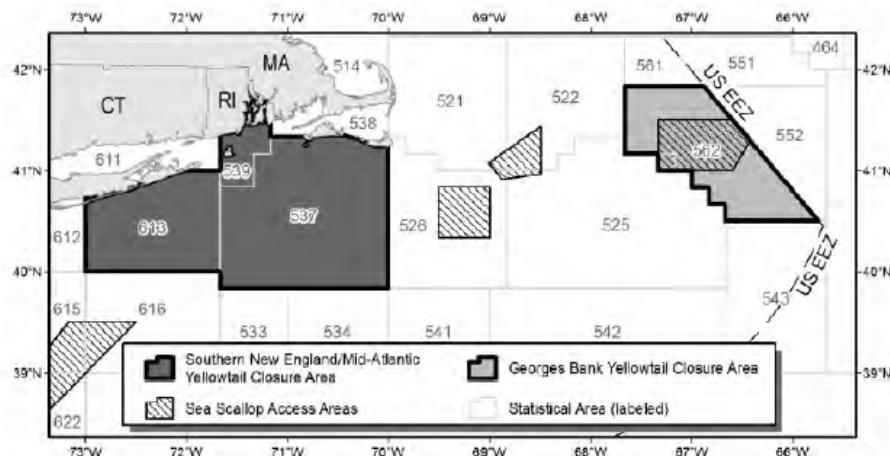 73°W 72°W 71°W 70°W 69°W 68°W 67°W 66°W
42°N 42°N
MA
514
CT
RI
521
522
561
US EEZ
551
464
538
552
41°N 41°N
611
539
562
613
537
526
525
612
40°N 40°N
US EEZ
543
615
616
533
534
541
542
Southern New England/Mid-Atlantic
Yellowtail Closure Area
Georges Bank Yellowtail Closure Area
39°N 39°N
Sea Scallop Access Areas
Statistical Area (labeled)
622
73°W 72°W 71°W 70°W 69°W 68°W 67°W 66°W